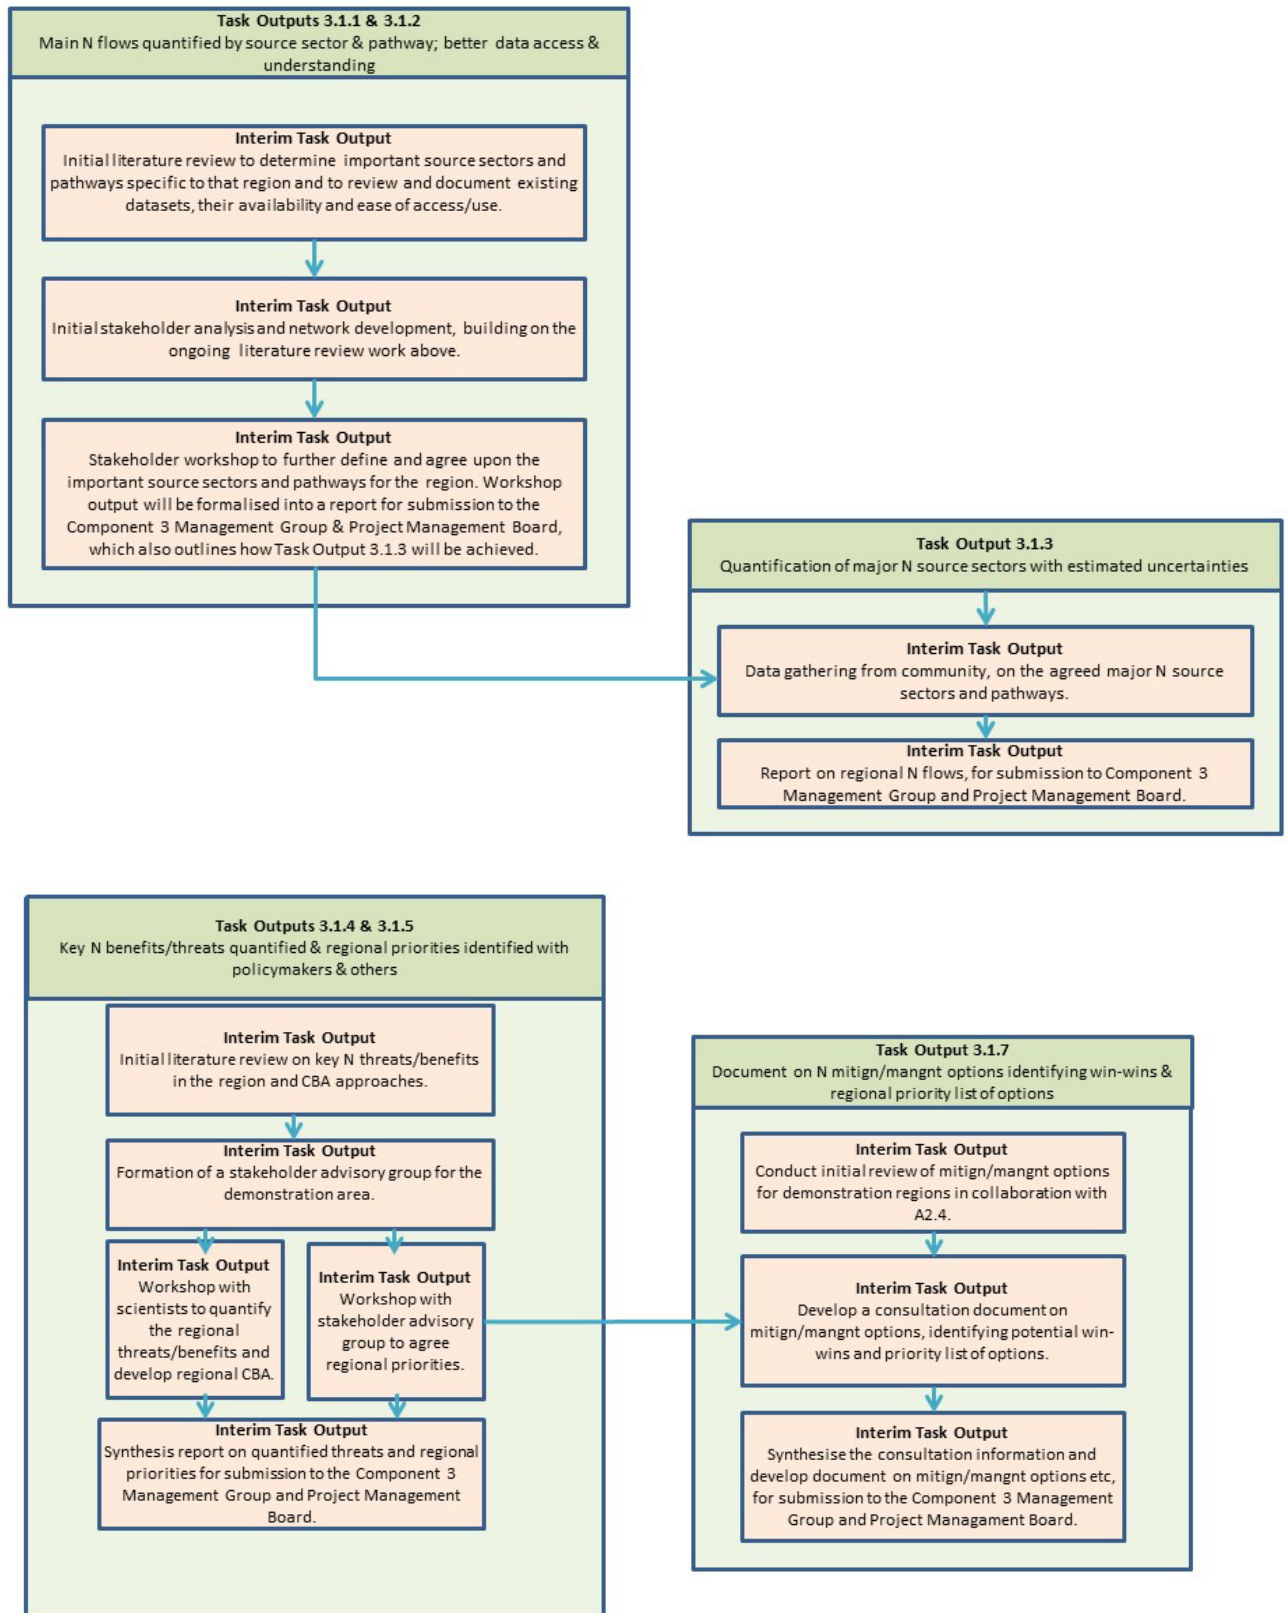 Task Outputs 3.1.1 & 3.1.2
Main N flows quantified by source sector & pathway; better data access &
understanding
Interim Task Output
Initial literature review to determine important source sectors and
pathways specific to that region and to review and document existing
datasets, their availability and ease of access/use.
Interim Task Output
Initial stakeholder analysis and network development, building on the
ongoing literature review work above.
Interim Task Output
Stakeholder workshop to further define and agree upon the
important source sectors and pathways for the region. Workshop
output will be formalised into a report for submission to the
Component 3 Management Group & Project Management Board,
which also outlines how Task Output 3.1.3 will be achieved.
Task Output 3.1.3
Quantification of major N source sectors with estimated uncertainties
Interim Task Output
Data gathering from community, on the agreed major N source
sectors and pathways.
Interim Task Output
Report on regional N flows, for submission to Component 3
Management Group and Project Management Board.
Task Outputs 3.1.4 & 3.1.5
Key N benefits/threats quantified & regional priorities identified with
policymakers & others
Interim Task Output
Initial literature review on key N threats/benefits
in the region and CBA approaches.
Interim Task Output
Formation of a stakeholder advisory group for the
demonstration area.
Interim Task Output
Workshop with
scientists to quantify
the regional
threats/benefits and
develop regional CBA.
Interim Task Output
Workshop with
stakeholder advisory
group to agree
regional priorities.
Interim Task Output
Synthesis report on quantified threats and regional
priorities for submission to the Component 3
Management Group and Project Management
Board.
Task Output 3.1.7
Document on N mitign/mangnt options identifying win-wins &
regional priority list of options
Interim Task Output
Conduct initial review of mitign/mangnt options
for demonstration regions in collaboration with
A2.4.
Interim Task Output
Develop a consultation document on
mitign/mangnt options, identifying potential win-
wins and priority list of options.
Interim Task Output
Synthesise the consultation information and
develop document on mitign/mangnt options etc,
for submission to the Component 3 Management
Group and Project Managament Board.